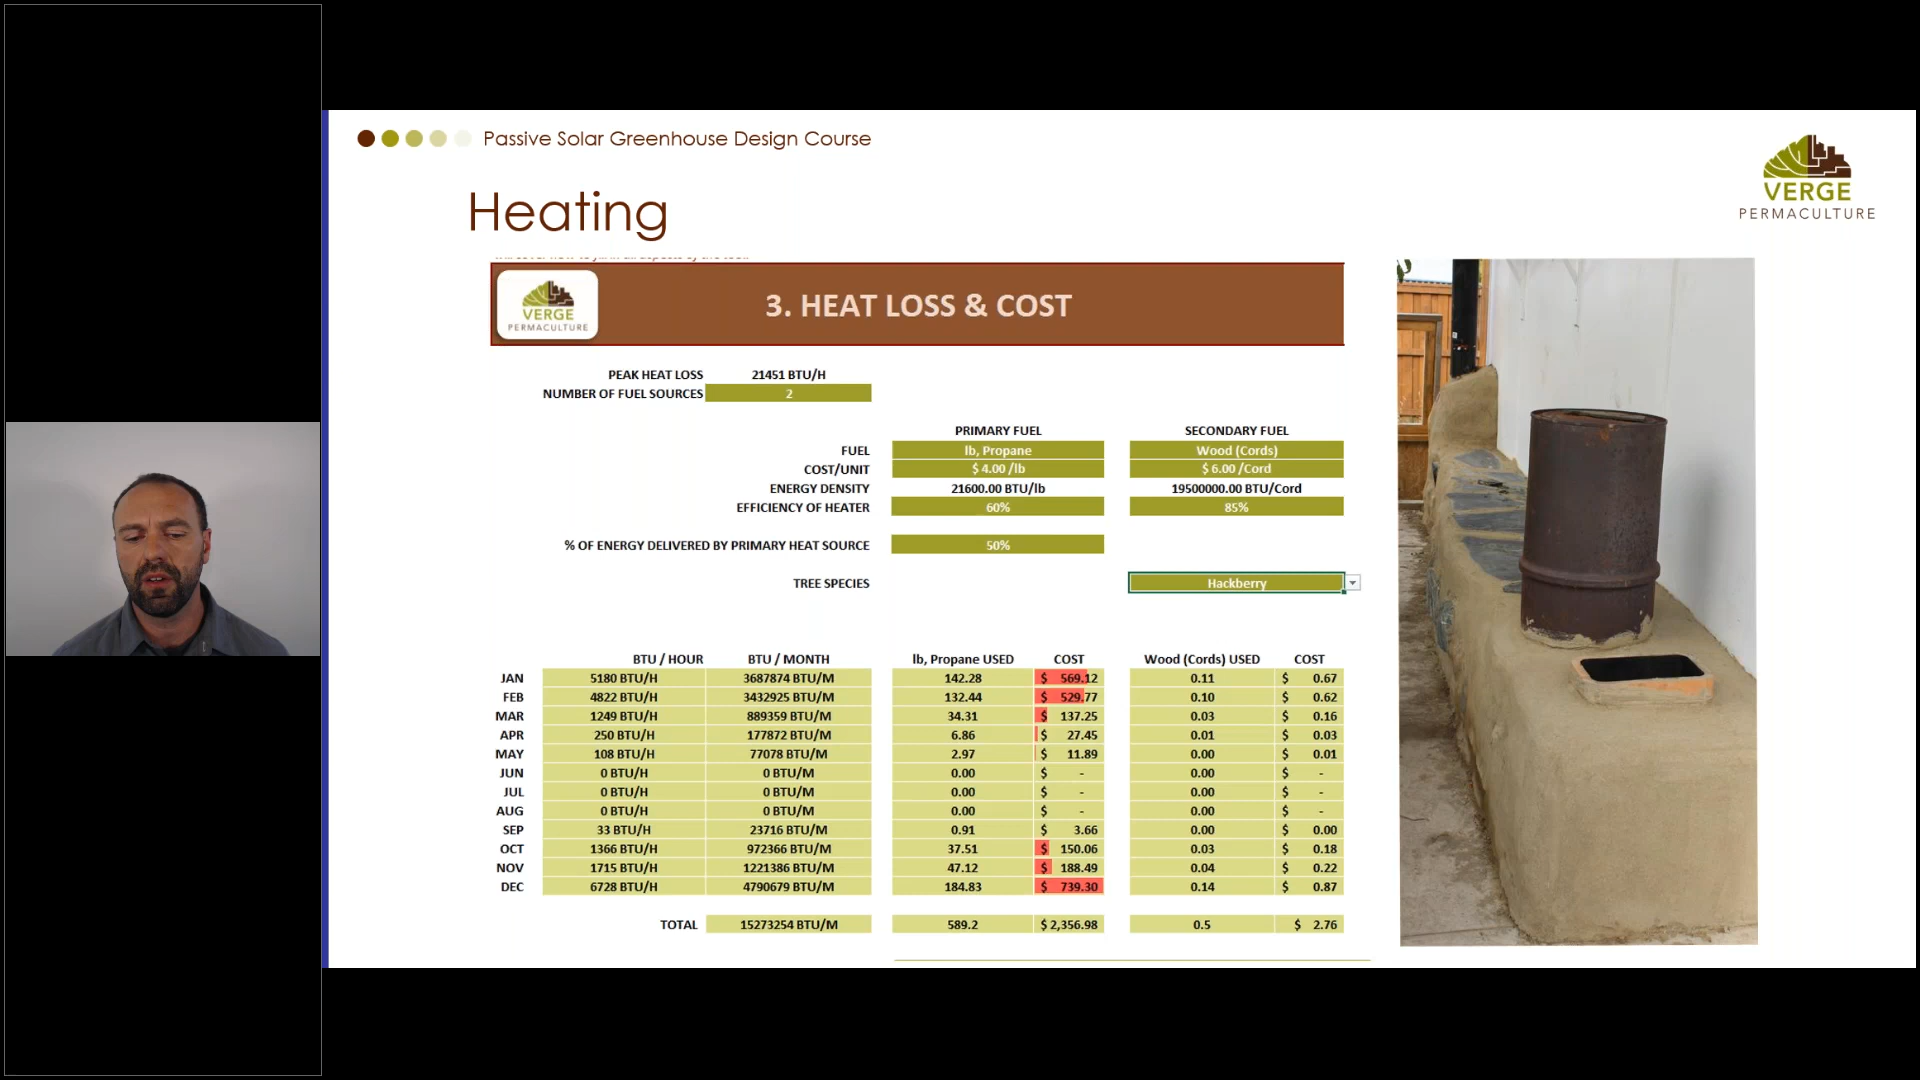 Passive Solar Greenhouse Design Course
VERGE
PERMACULTURE
Heating
VERGE
PERMACULTURE
3. HEAT LOSS & COST
PEAK HEAT LOSS 21451 BTU/H
NUMBER OF FUEL SOURCES 2
PRIMARY FUEL SECONDARY FUEL
FUEL lb, Propane Wood (Cords)
COST/UNIT $ 4.00 /lb $ 6.00 /Cord
ENERGY DENSITY 21600.00 BTU/lb 19500000.00 BTU/Cord
EFFICIENCY OF HEATER 60% 85%
% OF ENERGY DELIVERED BY PRIMARY HEAT SOURCE 50%
TREE SPECIES Hackberry
BTU / HOUR BTU / MONTH lb, Propane USED COST Wood (Cords) USED COST
JAN 5180 BTU/H 3687874 BTU/M 142.28 $ 569.12 0.11 $ 0.67
FEB 4822 BTU/H 3432925 BTU/M 132.44 $ 529.77 0.10 $ 0.62
MAR 1249 BTU/H 889359 BTU/M 34.31 $ 137.25 0.03 $ 0.16
APR 250 BTU/H 177872 BTU/M 6.86 $ 27.45 0.01 $ 0.03
MAY 108 BTU/H 77078 BTU/M 2.97 $ 11.89 0.00 $ 0.01
JUN 0 BTU/H 0 BTU/M 0.00 $ - 0.00 $ -
JUL 0 BTU/H 0 BTU/M 0.00 $ - 0.00 $ -
AUG 0 BTU/H 0 BTU/M 0.00 $ - 0.00 $ -
SEP 33 BTU/H 23716 BTU/M 0.91 $ 3.66 0.00 $ 0.00
OCT 1366 BTU/H 972366 BTU/M 37.51 $ 150.06 0.03 $ 0.18
NOV 1715 BTU/H 1221386 BTU/M 47.12 $ 188.49 0.04 $ 0.22
DEC 6728 BTU/H 4790679 BTU/M 184.83 $ 739.30 0.14 $ 0.87
TOTAL 15273254 BTU/M 589.2 $ 2,356.98 0.5 $ 2.76